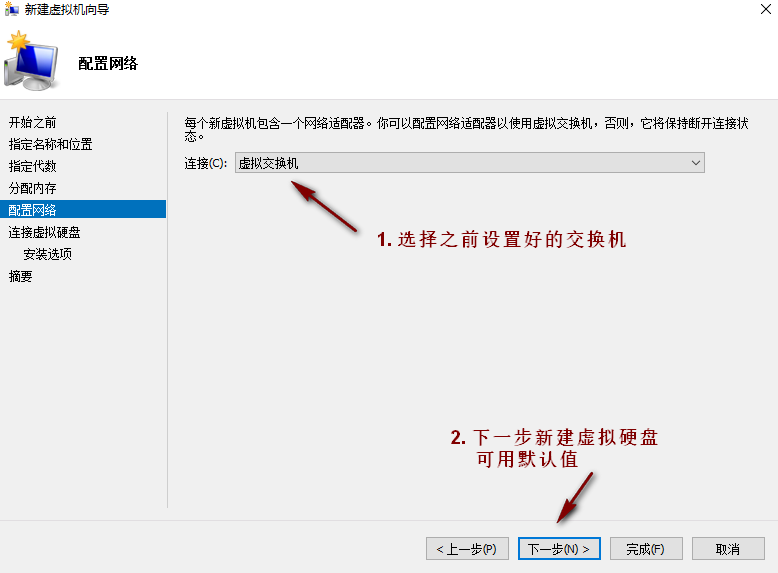 新建虚拟机向导
配置网络
开始之前
指定名称和位置
指定代数
分配内存
配置网络
连接虚拟硬盘
安装选项
摘要
每个新虚拟机包含一个网络适配器。你可以配置网络适配器以使用虚拟交换机，否则，它将保持断开连接状
态。
连接(C): 虚拟交换机
1. 选择之前设置好的交换机
2. 下一步新建虚拟硬盘
可用默认值
< 上一步(P) 下一步(N) > 完成(F) 取消